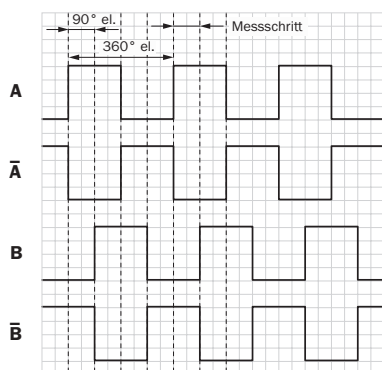 90° el.
Messschritt
360° el.
A
A̅
B
B̅